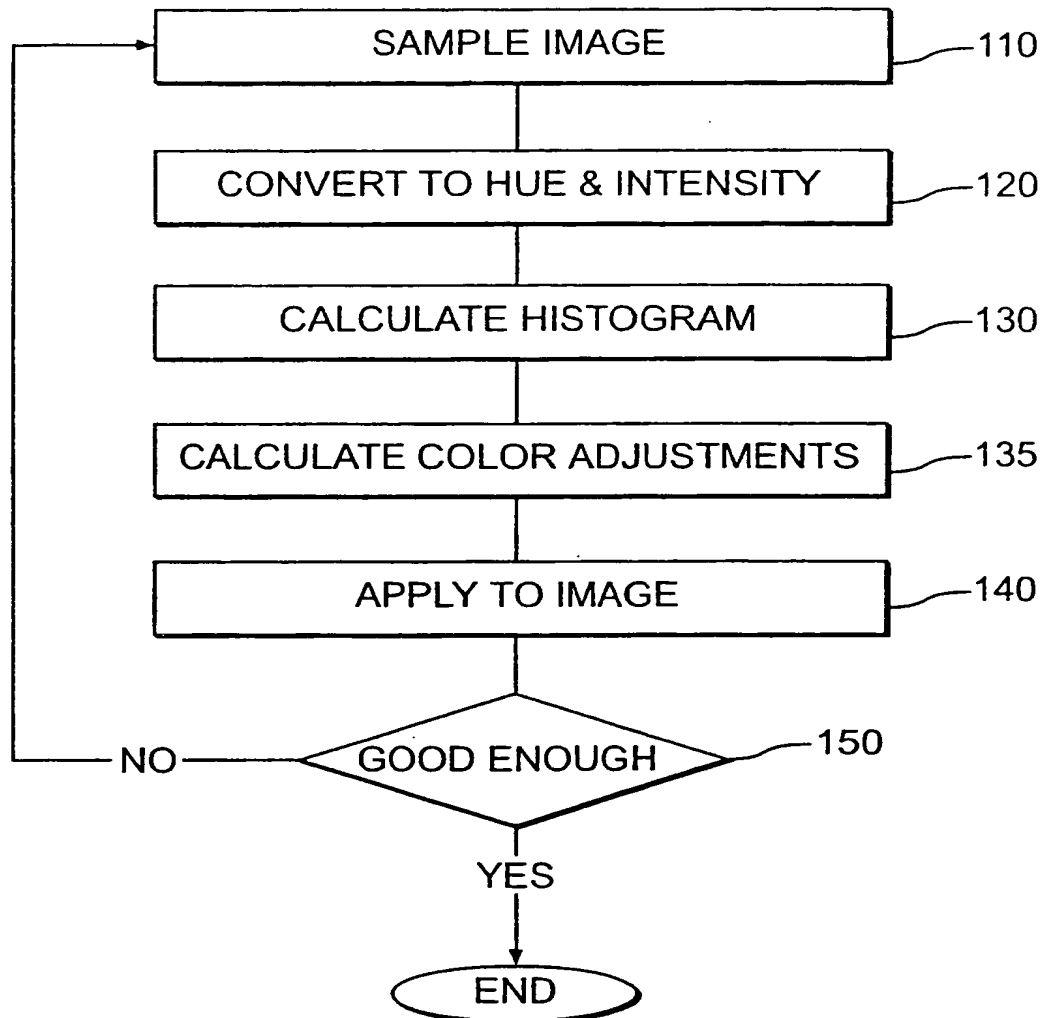 SAMPLE IMAGE 110
CONVERT TO HUE & INTENSITY 120
CALCULATE HISTOGRAM 130
CALCULATE COLOR ADJUSTMENTS 135
APPLY TO IMAGE 140
GOOD ENOUGH 150
NO
YES
END